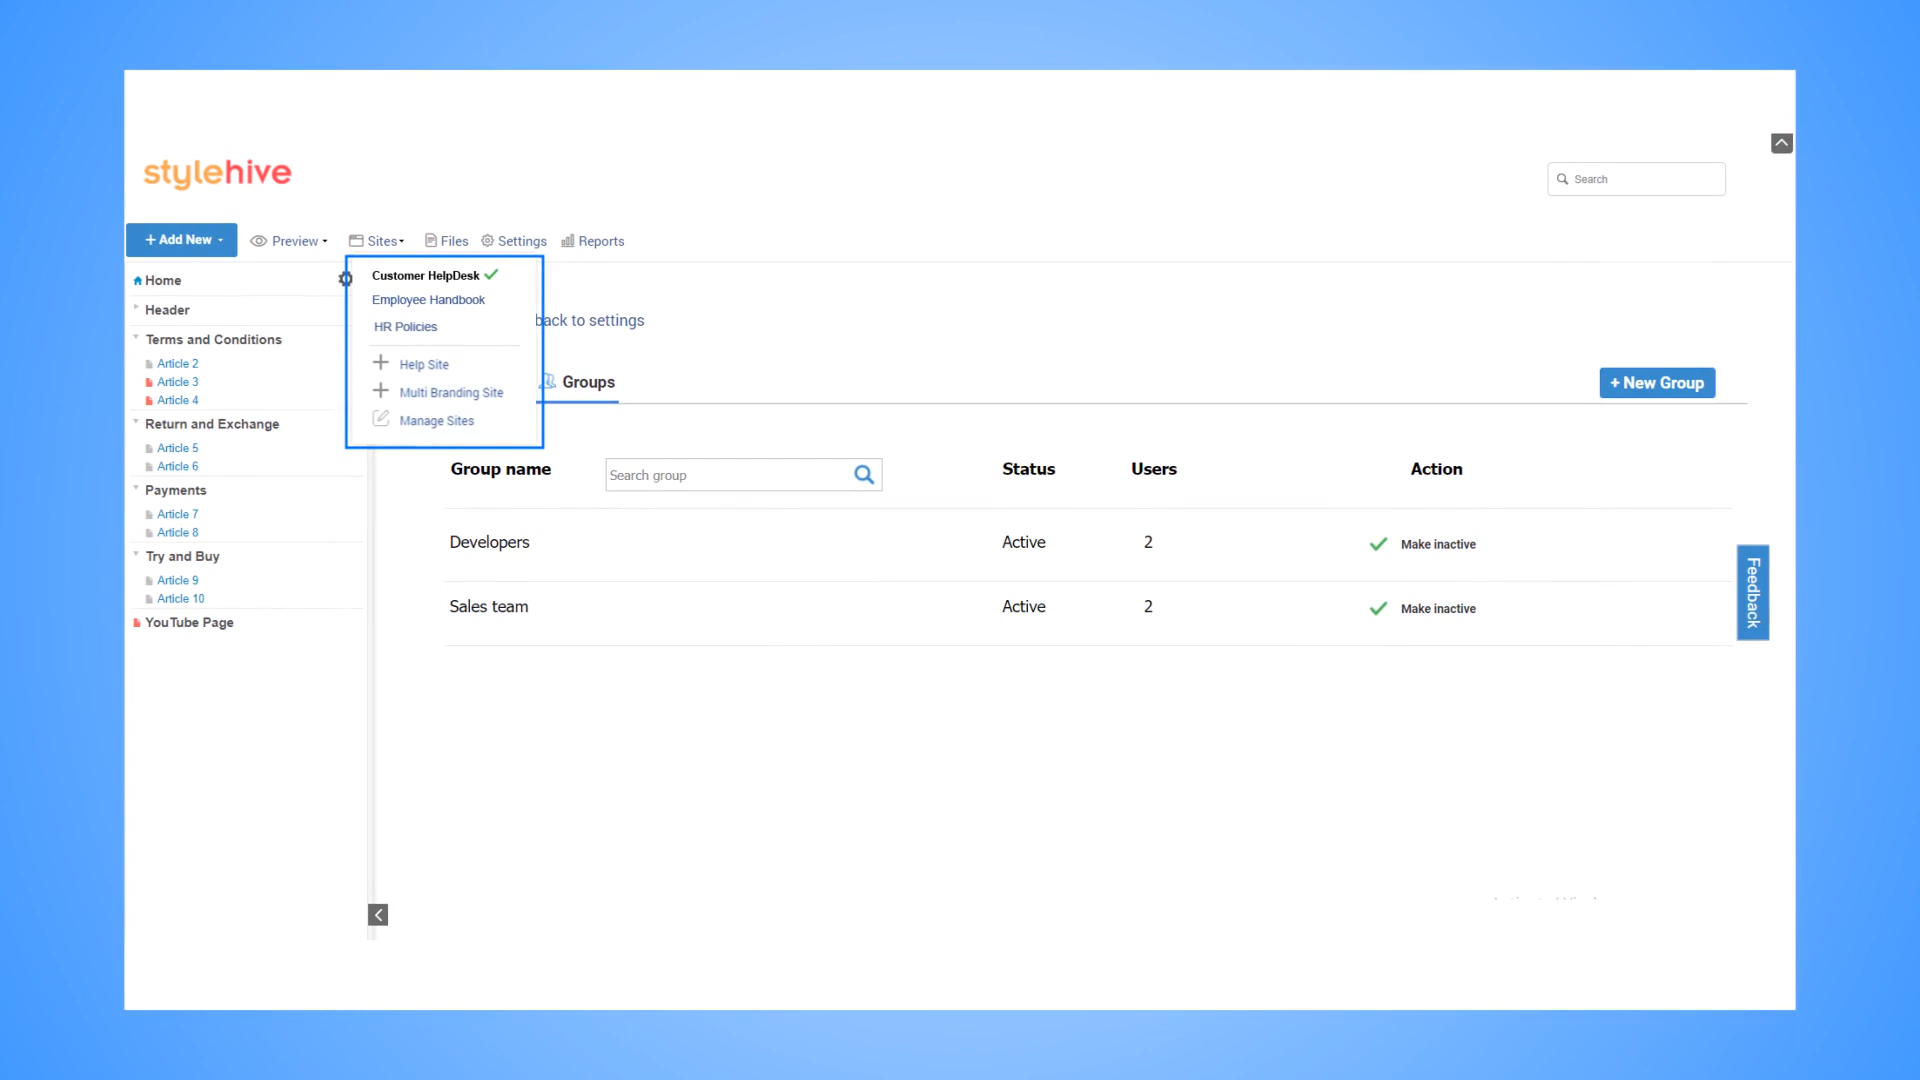 stylehive
Search
+ Add New
Preview
Sites
Files
Settings
Reports
Home
Header
Terms and Conditions
Article 2
Article 3
Article 4
Return and Exchange
Article 5
Article 6
Payments
Article 7
Article 8
Try and Buy
Article 9
Article 10
YouTube Page
Customer HelpDesk
Employee Handbook
HR Policies
Help Site
Multi Branding Site
Manage Sites
back to settings
Groups
+ New Group
Group name
Search group
Status
Users
Action
Developers
Active
2
Make inactive
Sales team
Active
2
Make inactive
Feedback